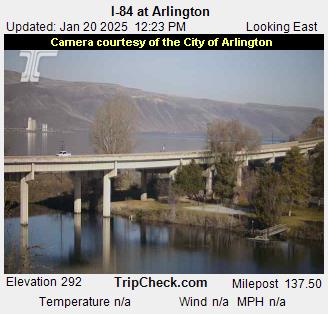 I-84 at Arlington
Updated: Jan 20 2025 12:23 PM Looking East
Camera courtesy of the City of Arlington
Elevation 292 TripCheck.com Milepost 137.50
Temperature n/a Wind n/a MPH n/a